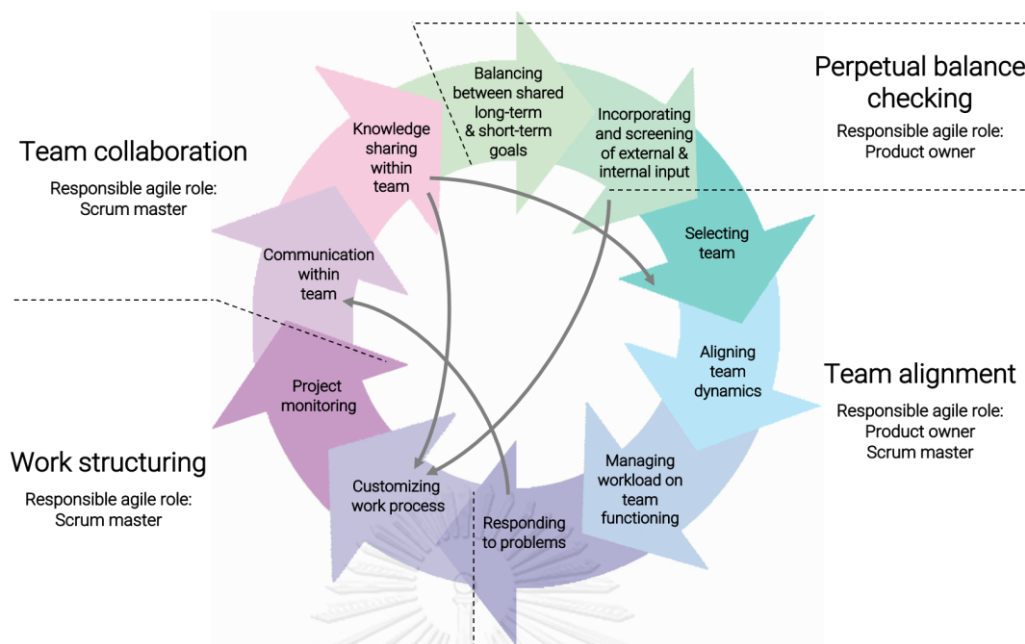 Balancing
between shared
long-term
& short-term
goals
Incorporating
and screening
of external &
internal input
Perpetual balance
checking
Responsible agile role:
Product owner
Knowledge
sharing within
team
Team collaboration
Responsible agile role:
Scrum master
Selecting
team
Communication
within
team
Aligning
team
dynamics
Team alignment
Responsible agile role:
Product owner
Scrum master
Project
monitoring
Work structuring
Responsible agile role:
Scrum master
Managing
workload on
team
functioning
Customizing
work process
Responding
to problems